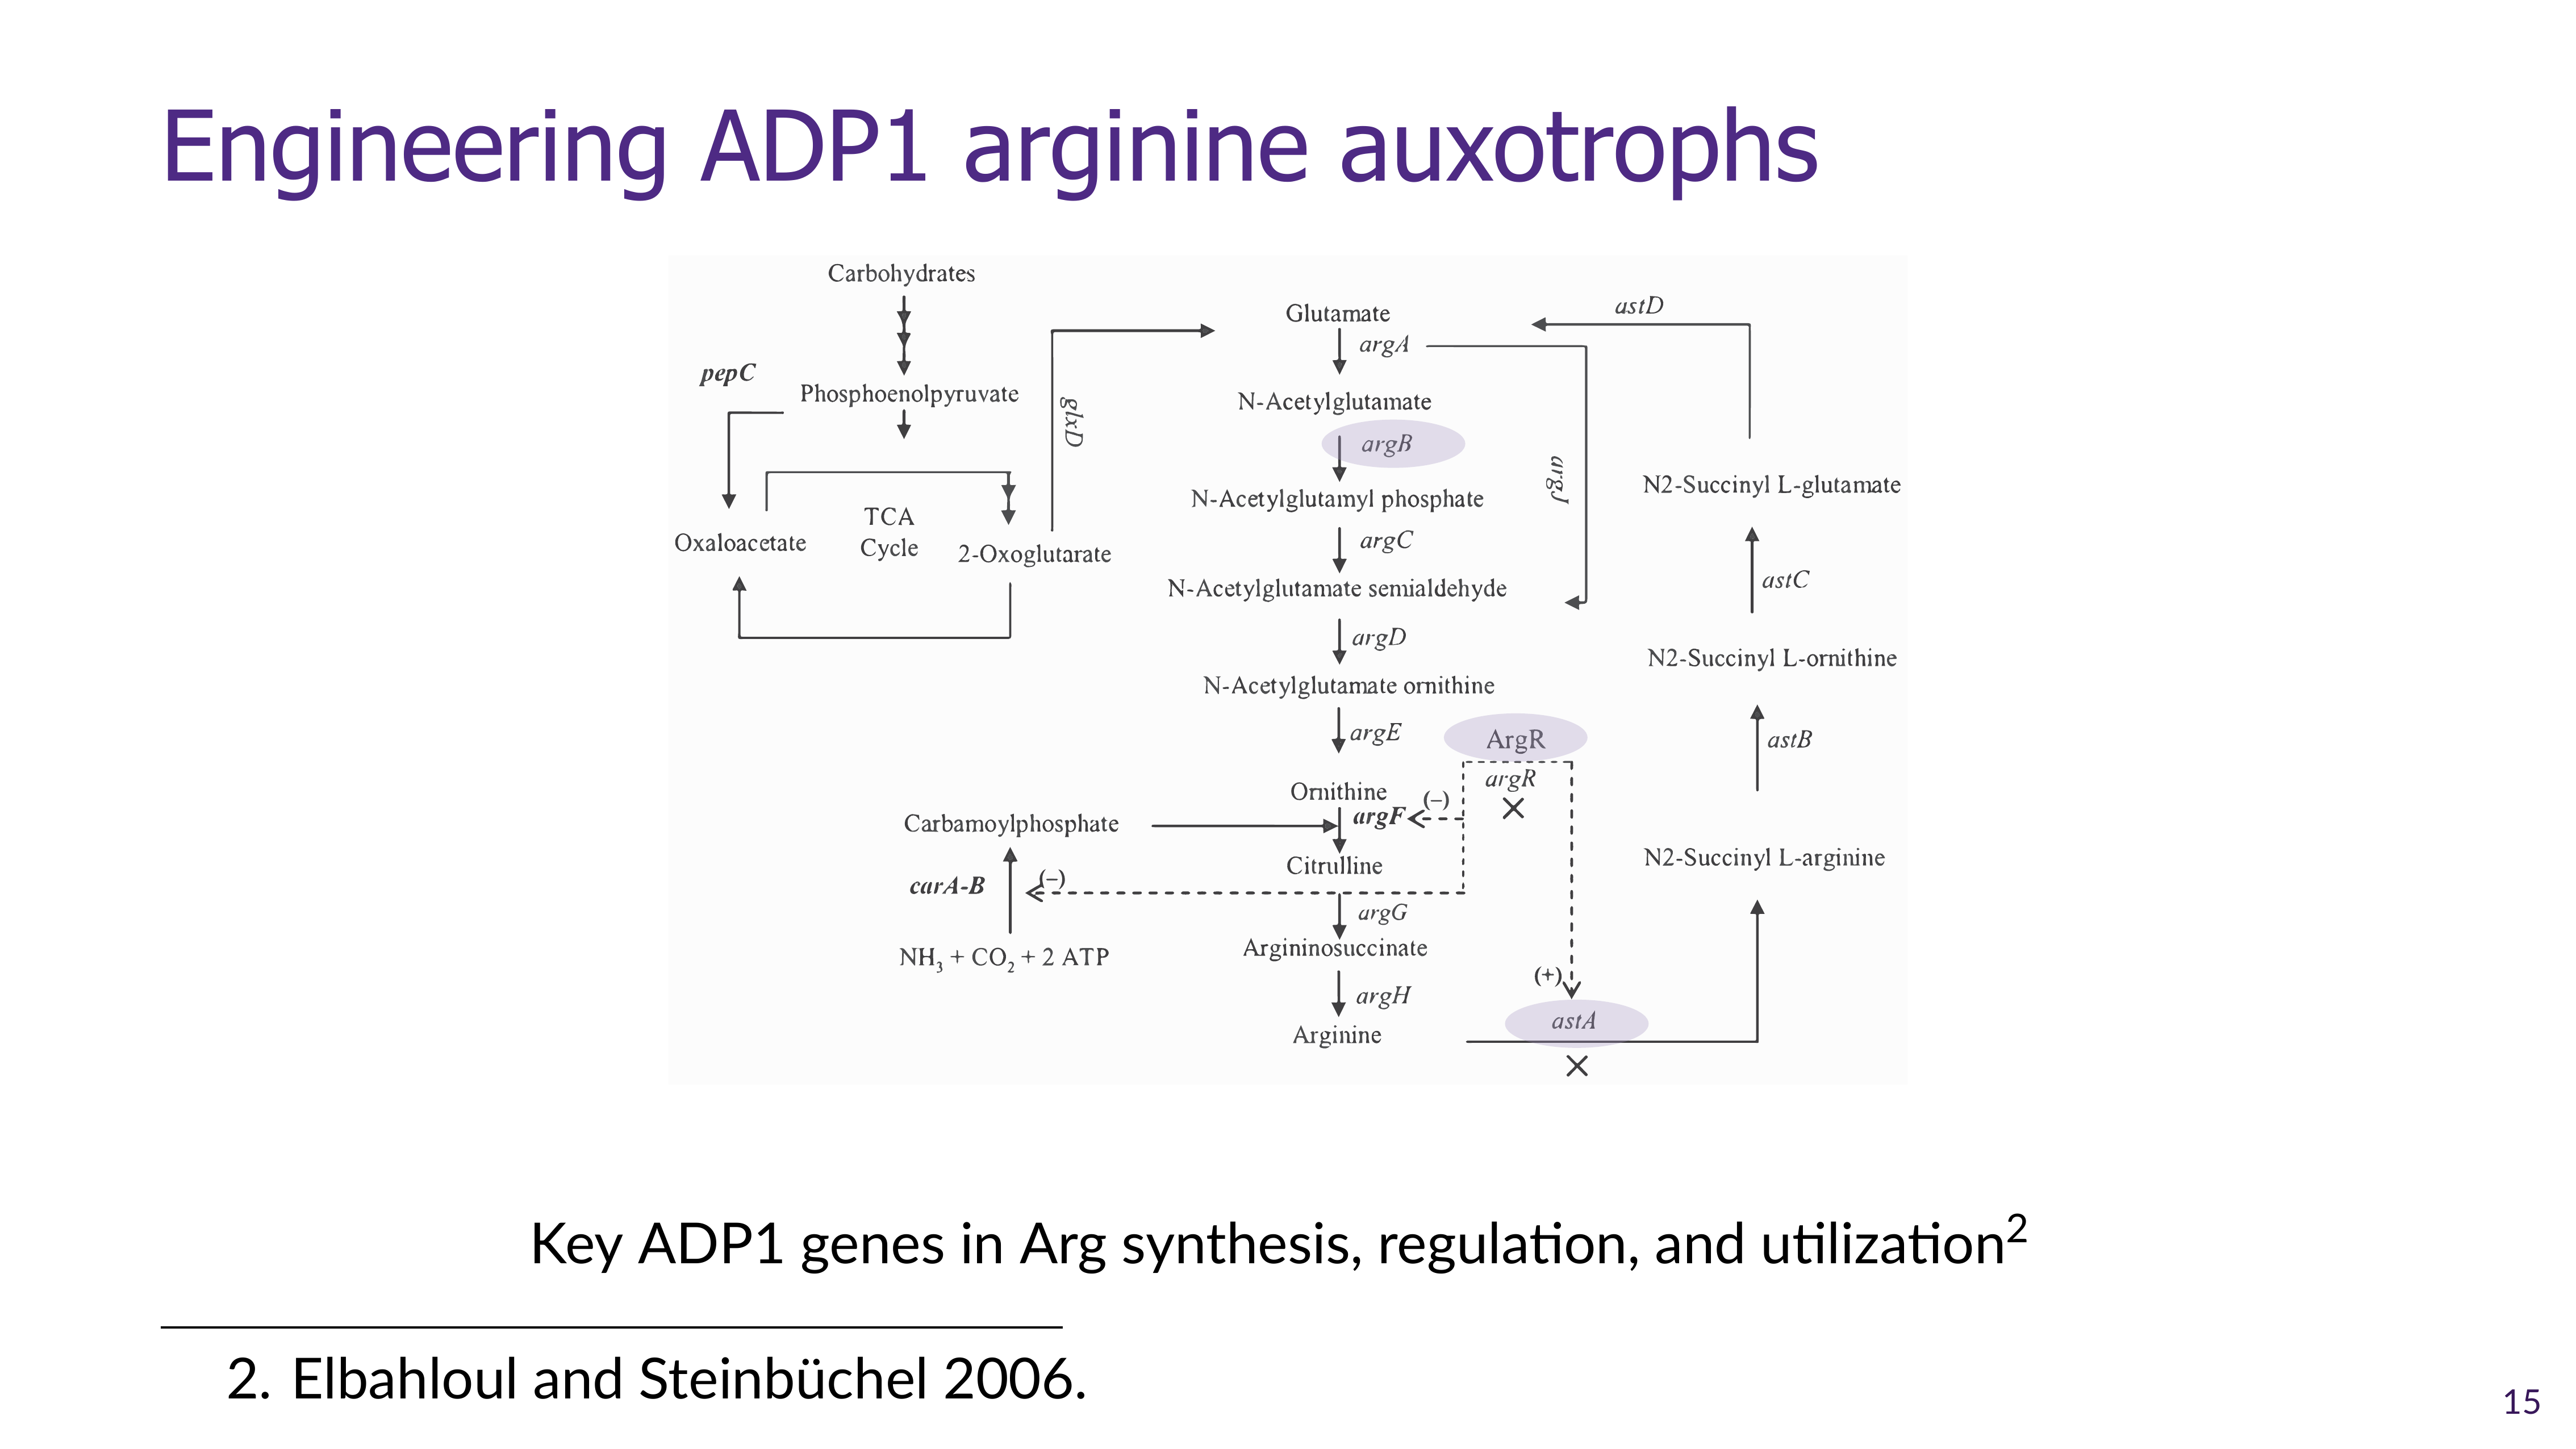 Engineering ADP1 arginine auxotrophs
Carbohydrates
pepC
Phosphoenolpyruvate
glxD
TCA
Cycle
Oxaloacetate
2-Oxoglutarate
Glutamate
argA
N-Acetylglutamate
argB
N-Acetylglutamyl phosphate
argC
argJ
N-Acetylglutamate semialdehyde
argD
N-Acetylglutamate ornithine
argE
ArgR
argR
Ornithine
(–)
argF
Carbamoylphosphate
Citrulline
carA-B
(–)
argG
NH₃ + CO₂ + 2 ATP
Argininosuccinate
argH
(+)
Arginine
astA
astD
N2-Succinyl L-glutamate
astC
N2-Succinyl L-ornithine
astB
N2-Succinyl L-arginine
Key ADP1 genes in Arg synthesis, regulation, and utilization²
2. Elbahloul and Steinbüchel 2006.
15